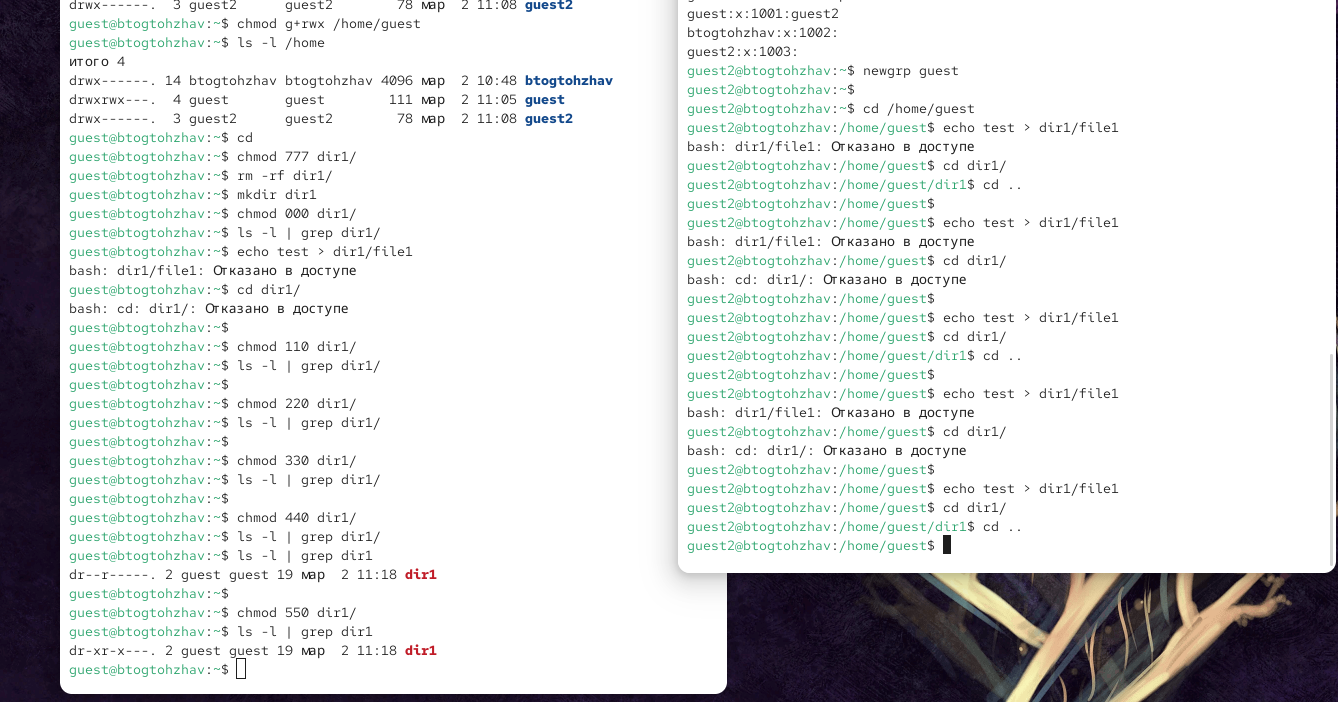 drwx------.  3 guest2      guest2        78 мар  2 11:08 guest2
guest@btogtohzhav:~$ chmod g+rwx /home/guest
guest@btogtohzhav:~$ ls -l /home
итого 4
drwx------. 14 btogtohzhav btogtohzhav 4096 мар  2 10:48 btogtohzhav
drwxrwx---.  4 guest       guest        111 мар  2 11:05 guest
drwx------.  3 guest2      guest2        78 мар  2 11:08 guest2
guest@btogtohzhav:~$ cd
guest@btogtohzhav:~$ chmod 777 dir1/
guest@btogtohzhav:~$ rm -rf dir1/
guest@btogtohzhav:~$ mkdir dir1
guest@btogtohzhav:~$ chmod 000 dir1/
guest@btogtohzhav:~$ ls -l | grep dir1/
guest@btogtohzhav:~$ echo test > dir1/file1
bash: dir1/file1: Отказано в доступе
guest@btogtohzhav:~$ cd dir1/
bash: cd: dir1/: Отказано в доступе
guest@btogtohzhav:~$
guest@btogtohzhav:~$ chmod 110 dir1/
guest@btogtohzhav:~$ ls -l | grep dir1/
guest@btogtohzhav:~$
guest@btogtohzhav:~$ chmod 220 dir1/
guest@btogtohzhav:~$ ls -l | grep dir1/
guest@btogtohzhav:~$
guest@btogtohzhav:~$ chmod 330 dir1/
guest@btogtohzhav:~$ ls -l | grep dir1/
guest@btogtohzhav:~$
guest@btogtohzhav:~$ chmod 440 dir1/
guest@btogtohzhav:~$ ls -l | grep dir1/
guest@btogtohzhav:~$ ls -l | grep dir1
dr--r-----. 2 guest guest 19 мар  2 11:18 dir1
guest@btogtohzhav:~$
guest@btogtohzhav:~$ chmod 550 dir1/
guest@btogtohzhav:~$ ls -l | grep dir1
dr-xr-x---. 2 guest guest 19 мар  2 11:18 dir1
guest@btogtohzhav:~$
guest:x:1001:guest2
btogtohzhav:x:1002:
guest2:x:1003:
guest2@btogtohzhav:~$ newgrp guest
guest2@btogtohzhav:~$
guest2@btogtohzhav:~$ cd /home/guest
guest2@btogtohzhav:/home/guest$ echo test > dir1/file1
bash: dir1/file1: Отказано в доступе
guest2@btogtohzhav:/home/guest$ cd dir1/
guest2@btogtohzhav:/home/guest/dir1$ cd ..
guest2@btogtohzhav:/home/guest$
guest2@btogtohzhav:/home/guest$ echo test > dir1/file1
bash: dir1/file1: Отказано в доступе
guest2@btogtohzhav:/home/guest$ cd dir1/
bash: cd: dir1/: Отказано в доступе
guest2@btogtohzhav:/home/guest$
guest2@btogtohzhav:/home/guest$ echo test > dir1/file1
guest2@btogtohzhav:/home/guest$ cd dir1/
guest2@btogtohzhav:/home/guest/dir1$ cd ..
guest2@btogtohzhav:/home/guest$
guest2@btogtohzhav:/home/guest$ echo test > dir1/file1
bash: dir1/file1: Отказано в доступе
guest2@btogtohzhav:/home/guest$ cd dir1/
bash: cd: dir1/: Отказано в доступе
guest2@btogtohzhav:/home/guest$
guest2@btogtohzhav:/home/guest$ echo test > dir1/file1
guest2@btogtohzhav:/home/guest$ cd dir1/
guest2@btogtohzhav:/home/guest/dir1$ cd ..
guest2@btogtohzhav:/home/guest$